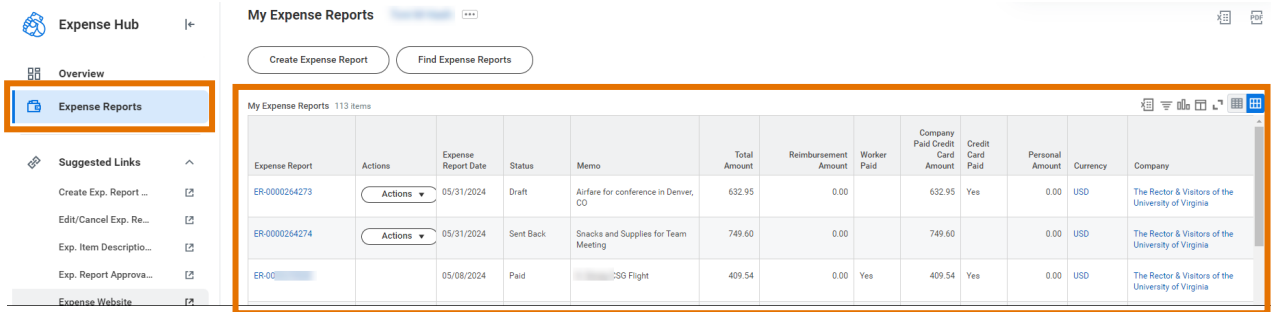 Expense Hub
Overview
Expense Reports
Suggested Links
Create Exp. Report ...
Edit/Cancel Exp. Re...
Exp. Item Descriptio...
Exp. Report Approva...
Expense Website
My Expense Reports
PDF
Create Expense Report
Find Expense Reports
My Expense Reports 113 items
Expense Report
Actions
Expense
Report Date
Status
Memo
Total
Amount
Reimbursement
Amount
Worker
Paid
Company
Paid Credit
Card
Amount
Credit
Card
Paid
Personal
Amount
Currency
Company
ER-0000264273
Actions
05/31/2024
Draft
Airfare for conference in Denver,
CO
632.95
0.00
632.95
Yes
0.00
USD
The Rector & Visitors of the
University of Virginia
ER-0000264274
Actions
05/31/2024
Sent Back
Snacks and Supplies for Team
Meeting
749.60
0.00
749.60
0.00
USD
The Rector & Visitors of the
University of Virginia
ER-00
05/08/2024
Paid
CSG Flight
409.54
0.00
Yes
409.54
Yes
0.00
USD
The Rector & Visitors of the
University of Virginia